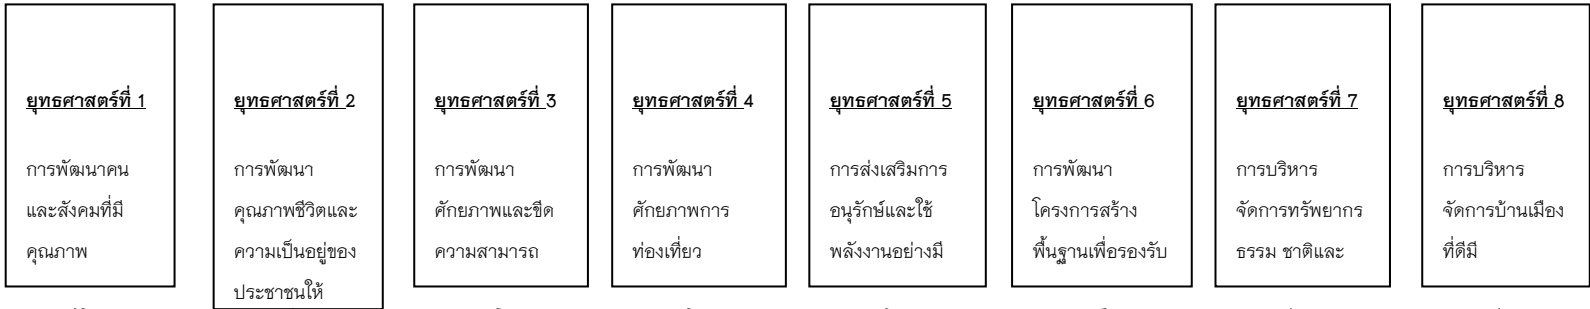 ยุทธศาสตร์ที่ 1
การพัฒนาคน
และสังคมที่มี
คุณภาพ
ยุทธศาสตร์ที่ 2
การพัฒนา
คุณภาพชีวิตและ
ความเป็นอยู่ของ
ประชาชนให้
ยุทธศาสตร์ที่ 3
การพัฒนา
ศักยภาพและขีด
ความสามารถ
ยุทธศาสตร์ที่ 4
การพัฒนา
ศักยภาพการ
ท่องเที่ยว
ยุทธศาสตร์ที่ 5
การส่งเสริมการ
อนุรักษ์และใช้
พลังงานอย่างมี
ยุทธศาสตร์ที่ 6
การพัฒนา
โครงการสร้าง
พื้นฐานเพื่อรองรับ
ยุทธศาสตร์ที่ 7
การบริหาร
จัดการทรัพยากร
ธรรม ชาติและ
ยุทธศาสตร์ที่ 8
การบริหาร
จัดการบ้านเมือง
ที่ดีมี